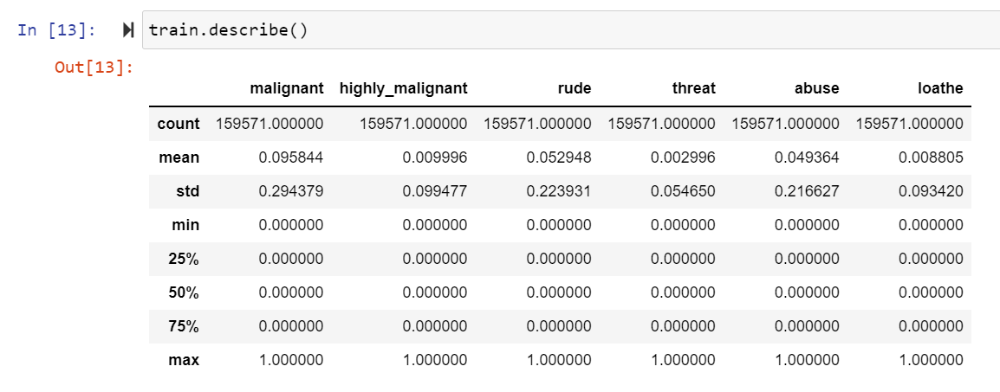 In [13]: train.describe()
Out[13]:
malignant highly_malignant rude threat abuse loathe
count 159571.000000 159571.000000 159571.000000 159571.000000 159571.000000 159571.000000
mean 0.095844 0.009996 0.052948 0.002996 0.049364 0.008805
std 0.294379 0.099477 0.223931 0.054650 0.216627 0.093420
min 0.000000 0.000000 0.000000 0.000000 0.000000 0.000000
25% 0.000000 0.000000 0.000000 0.000000 0.000000 0.000000
50% 0.000000 0.000000 0.000000 0.000000 0.000000 0.000000
75% 0.000000 0.000000 0.000000 0.000000 0.000000 0.000000
max 1.000000 1.000000 1.000000 1.000000 1.000000 1.000000